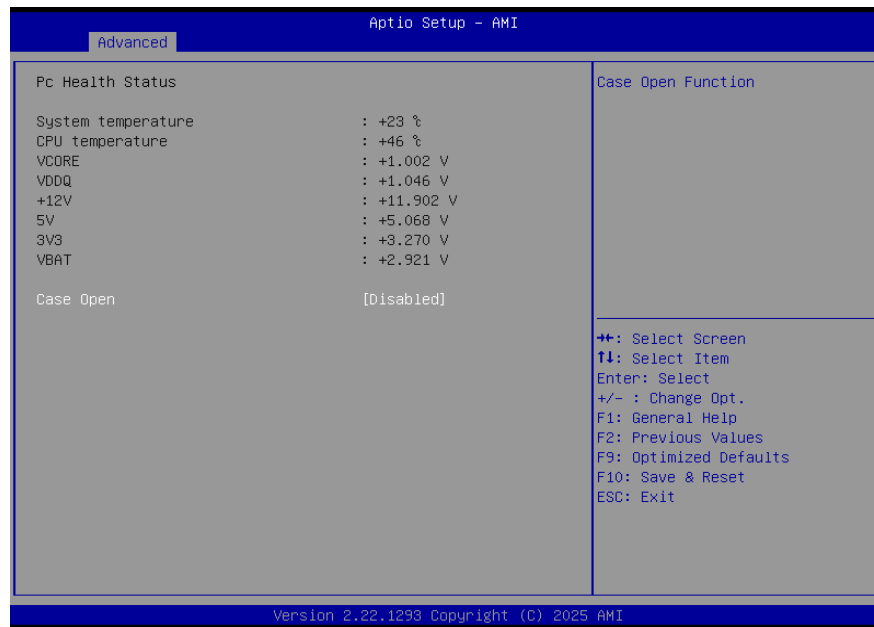 Aptio Setup – AMI
Advanced
Pc Health Status
System temperature : +23 ℃
CPU temperature : +46 ℃
VCORE : +1.002 V
VDDQ : +1.046 V
+12V : +11.902 V
5V : +5.068 V
3V3 : +3.270 V
VBAT : +2.921 V
Case Open [Disabled]
Case Open Function
→←: Select Screen
↑↓: Select Item
Enter: Select
+/- : Change Opt.
F1: General Help
F2: Previous Values
F9: Optimized Defaults
F10: Save & Reset
ESC: Exit
Version 2.22.1293 Copyright (C) 2025 AMI